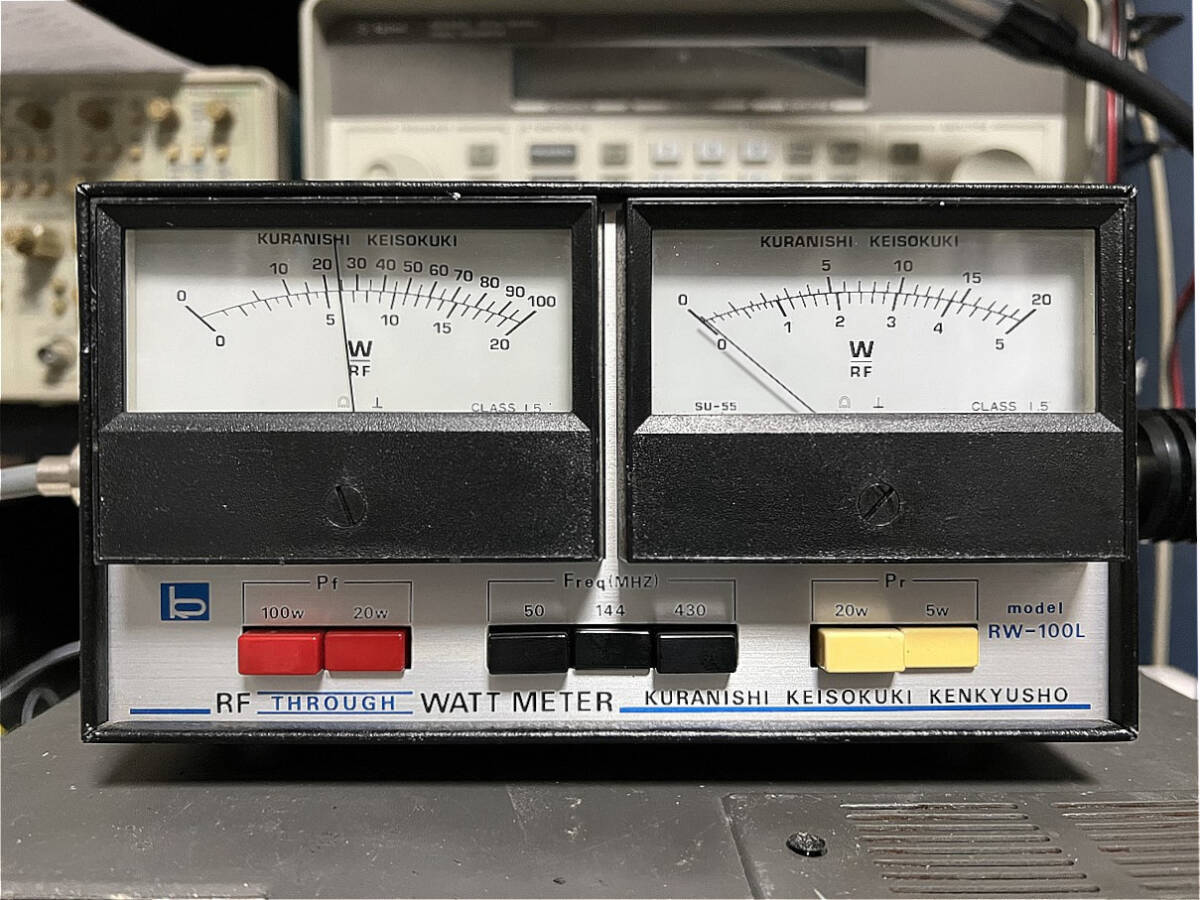 KURANISHI KEISOKUKI
0 10 20 30 40 50 60 70 80 90 100
0 5 10 15 20
W
RF
CLASS 1.5
KURANISHI KEISOKUKI
0 5 10 15 20
0 1 2 3 4 5
W
RF
SU-55
CLASS 1.5
Pf
100w 20w
Freq(MHZ)
50 144 430
Pr
20w 5w
model
RW-100L
RF THROUGH WATT METER KURANISHI KEISOKUKI KENKYUSHO